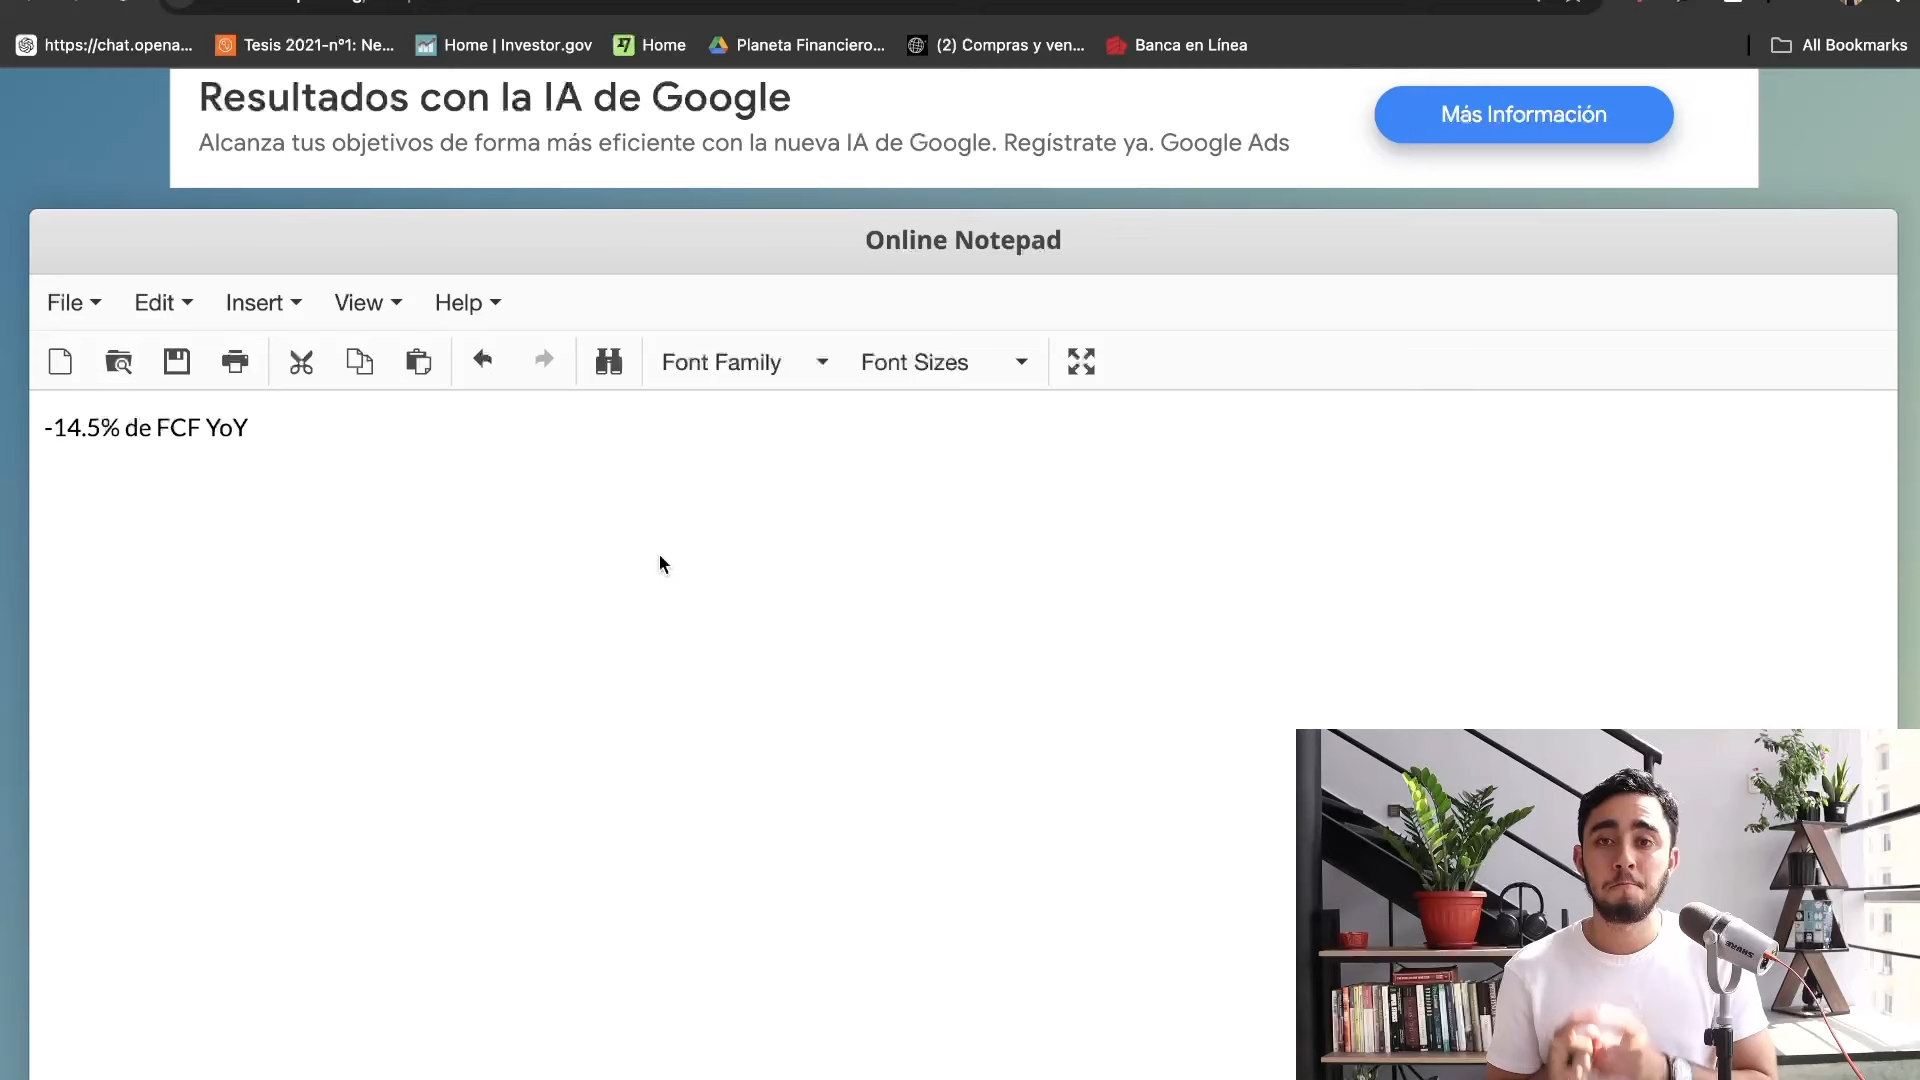 https://chat.opena...
Tesis 2021-nº1: Ne...
Home | Investor.gov
Home
Planeta Financiero...
(2) Compras y ven...
Banca en Línea
All Bookmarks
Resultados con la IA de Google
Alcanza tus objetivos de forma más eficiente con la nueva IA de Google. Regístrate ya. Google Ads
Más Información
Online Notepad
File
Edit
Insert
View
Help
Font Family
Font Sizes
-14.5% de FCF YoY
SHURE